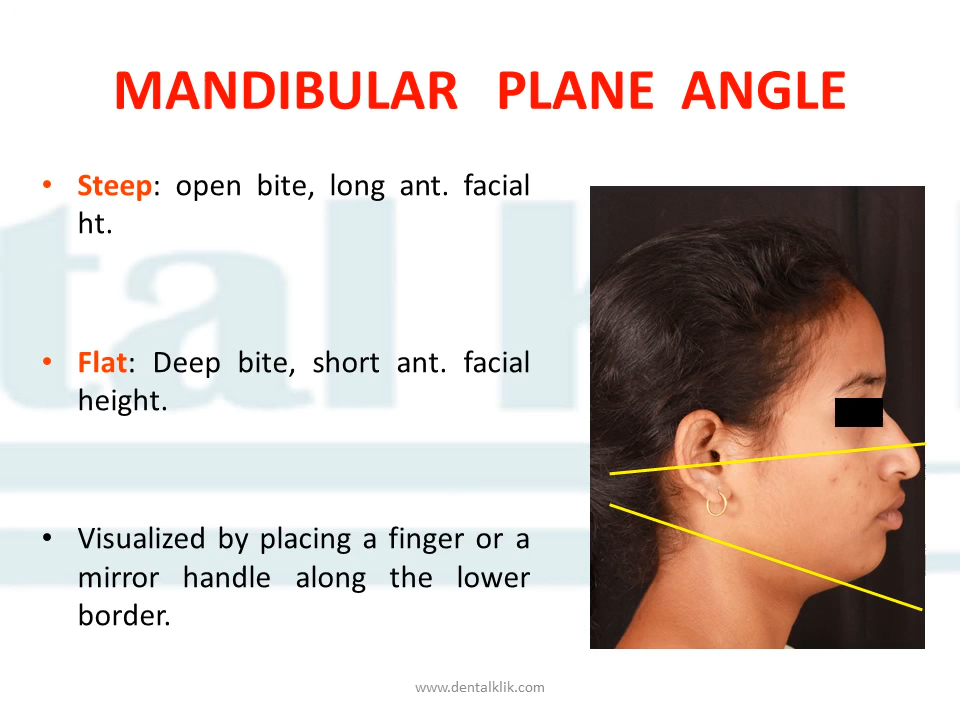 MANDIBULAR PLANE ANGLE
• Steep: open bite, long ant. facial
ht.
• Flat: Deep bite, short ant. facial
height.
• Visualized by placing a finger or a
mirror handle along the lower
border.
www.dentalklik.com